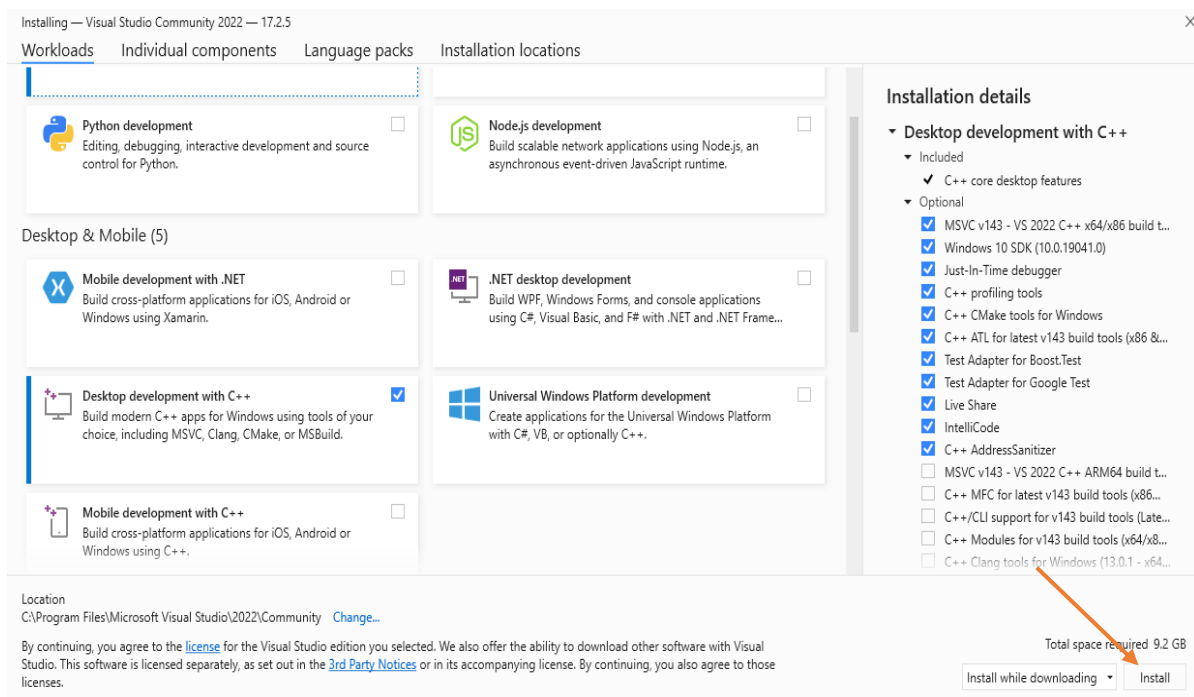 Installing — Visual Studio Community 2022 — 17.2.5
Workloads Individual components Language packs Installation locations
Python development
Editing, debugging, interactive development and source
control for Python.
Node.js development
Build scalable network applications using Node.js, an
asynchronous event-driven JavaScript runtime.
Desktop & Mobile (5)
Mobile development with .NET
Build cross-platform applications for iOS, Android or
Windows using Xamarin.
.NET
.NET desktop development
Build WPF, Windows Forms, and console applications
using C#, Visual Basic, and F# with .NET and .NET Frame...
Desktop development with C++
Build modern C++ apps for Windows using tools of your
choice, including MSVC, Clang, CMake, or MSBuild.
Universal Windows Platform development
Create applications for the Universal Windows Platform
with C#, VB, or optionally C++.
Mobile development with C++
Build cross-platform applications for iOS, Android or
Windows using C++.
Installation details
Desktop development with C++
Included
C++ core desktop features
Optional
MSVC v143 - VS 2022 C++ x64/x86 build t...
Windows 10 SDK (10.0.19041.0)
Just-In-Time debugger
C++ profiling tools
C++ CMake tools for Windows
C++ ATL for latest v143 build tools (x86 &...
Test Adapter for Boost.Test
Test Adapter for Google Test
Live Share
IntelliCode
C++ AddressSanitizer
MSVC v143 - VS 2022 C++ ARM64 build t...
C++ MFC for latest v143 build tools (x86...
C++/CLI support for v143 build tools (Late...
C++ Modules for v143 build tools (x64/x8...
C++ Clang tools for Windows (13.0.1 - x64...
Location
C:\Program Files\Microsoft Visual Studio\2022\Community Change...
By continuing, you agree to the license for the Visual Studio edition you selected. We also offer the ability to download other software with Visual
Studio. This software is licensed separately, as set out in the 3rd Party Notices or in its accompanying license. By continuing, you also agree to those
licenses.
Total space required 9.2 GB
Install while downloading Install